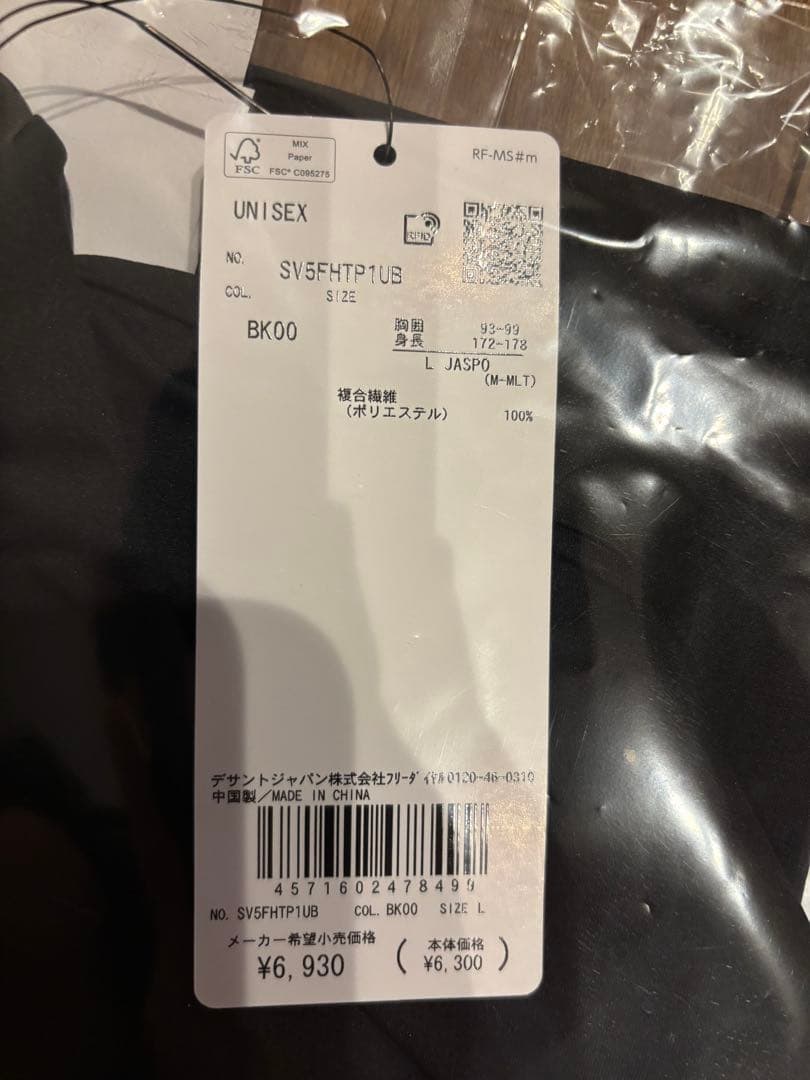 MIX
Paper
FSC
FSC® C095275
RF-MS#m
UNISEX
RFID
NO.
SV5FHTP1UB
COL.
SIZE
BK00
胸囲 93-99
身長 172-178
L JASPO
(M-MLT)
複合繊維
(ポリエステル) 100%
デサントジャパン株式会社フリーダイヤル0120-46-0310
中国製/MADE IN CHINA
4571602478499
NO. SV5FHTP1UB COL. BK00 SIZE L
メーカー希望小売価格
¥6,930
(本体価格
¥6,300)